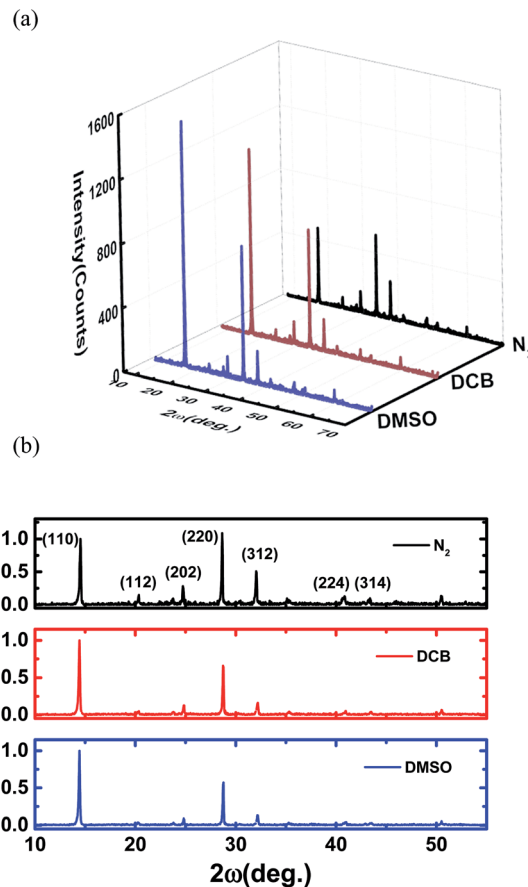 (a)
1600
1200
800
400
0
Intensity(Counts)
10 20 30 40 50 60 70
2ω(deg.)
N2
DCB
DMSO
(b)
1.0
0.5
0.0
(110)
(112)
(202)
(220)
(312)
(224)
(314)
N2
1.0
0.5
0.0
DCB
1.0
0.5
0.0
DMSO
10 20 30 40 50
2ω(deg.)